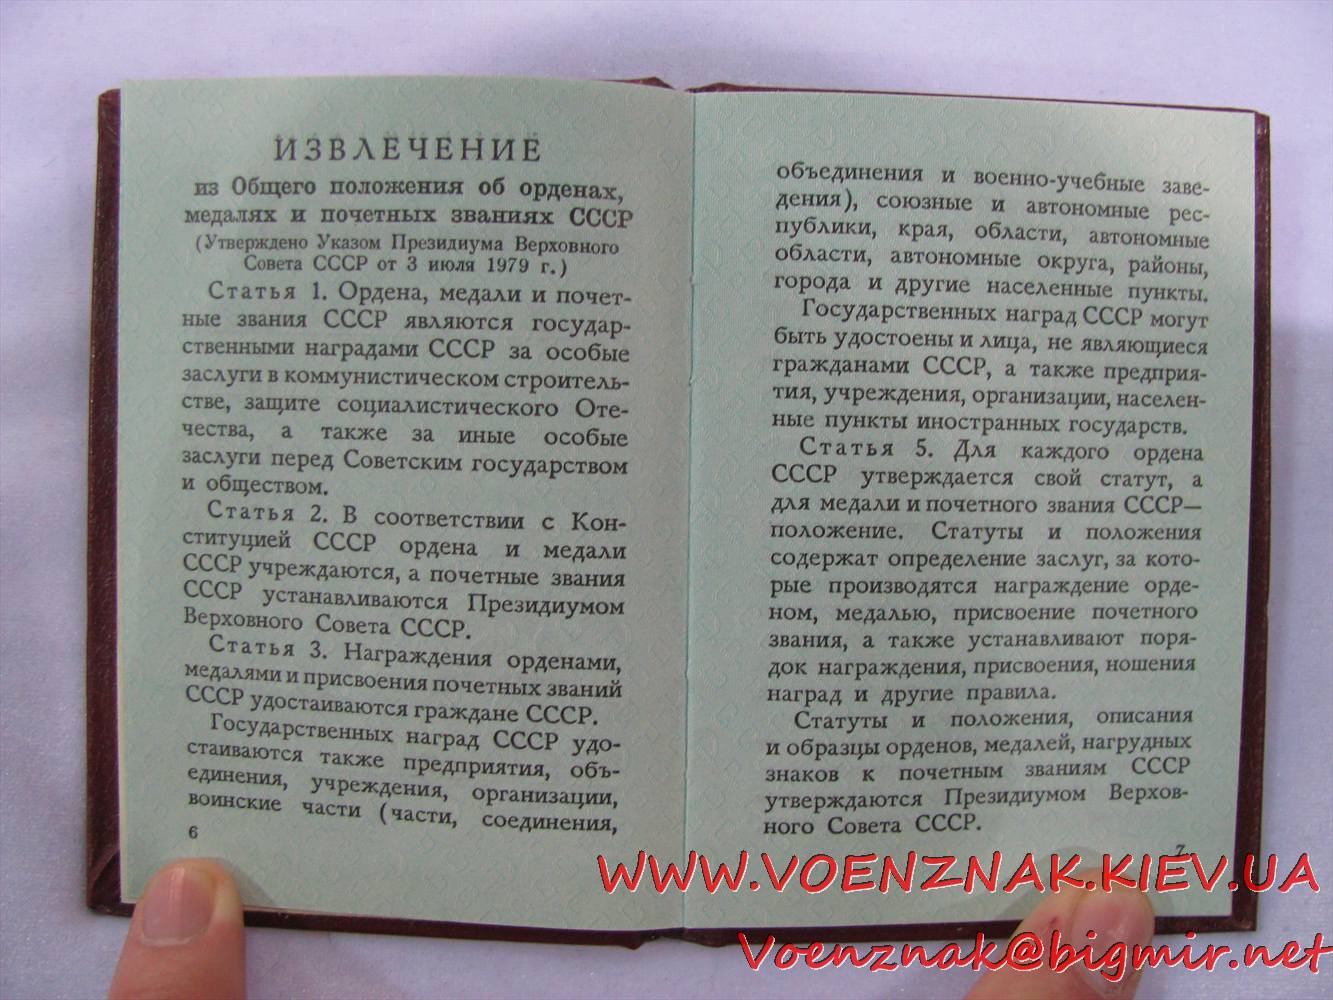 ИЗВЛЕЧЕНИЕ
из Общего положения об орденах,
медалях и почетных званиях СССР
(Утверждено Указом Президиума Верховного
Совета СССР от 3 июля 1979 г.)
Статья 1. Ордена, медали и почет-
ные звания СССР являются государ-
ственными наградами СССР за особые
заслуги в коммунистическом строитель-
стве, защите социалистического Оте-
чества, а также за иные особые
заслуги перед Советским государством
и обществом.
Статья 2. В соответствии с Кон-
ституцией СССР ордена и медали
СССР учреждаются, а почетные звания
СССР устанавливаются Президиумом
Верховного Совета СССР.
Статья 3. Награждения орденами,
медалями и присвоения почетных званий
СССР удостаиваются граждане СССР.
Государственных наград СССР удо-
стаиваются также предприятия, объ-
единения, учреждения, организации,
воинские части (части, соединения,
6
объединения и военно-учебные заве-
дения), союзные и автономные рес-
публики, края, области, автономные
области, автономные округа, районы,
города и другие населенные пункты.
Государственных наград СССР могут
быть удостоены и лица, не являющиеся
гражданами СССР, а также предприя-
тия, учреждения, организации, населен-
ные пункты иностранных государств.
Статья 5. Для каждого ордена
СССР утверждается свой статут, а
для медали и почетного звания СССР—
положение. Статуты и положения
содержат определение заслуг, за кото-
рые производятся награждение орде-
ном, медалью, присвоение почетного
звания, а также устанавливают поря-
док награждения, присвоения, ношения
наград и другие правила.
Статуты и положения, описания
и образцы орденов, медалей, нагрудных
знаков к почетным званиям СССР
утверждаются Президиумом Верхов-
ного Совета СССР.
7
WWW.VOENZNAK.KIEV.UA
Voenznak@bigmir.net